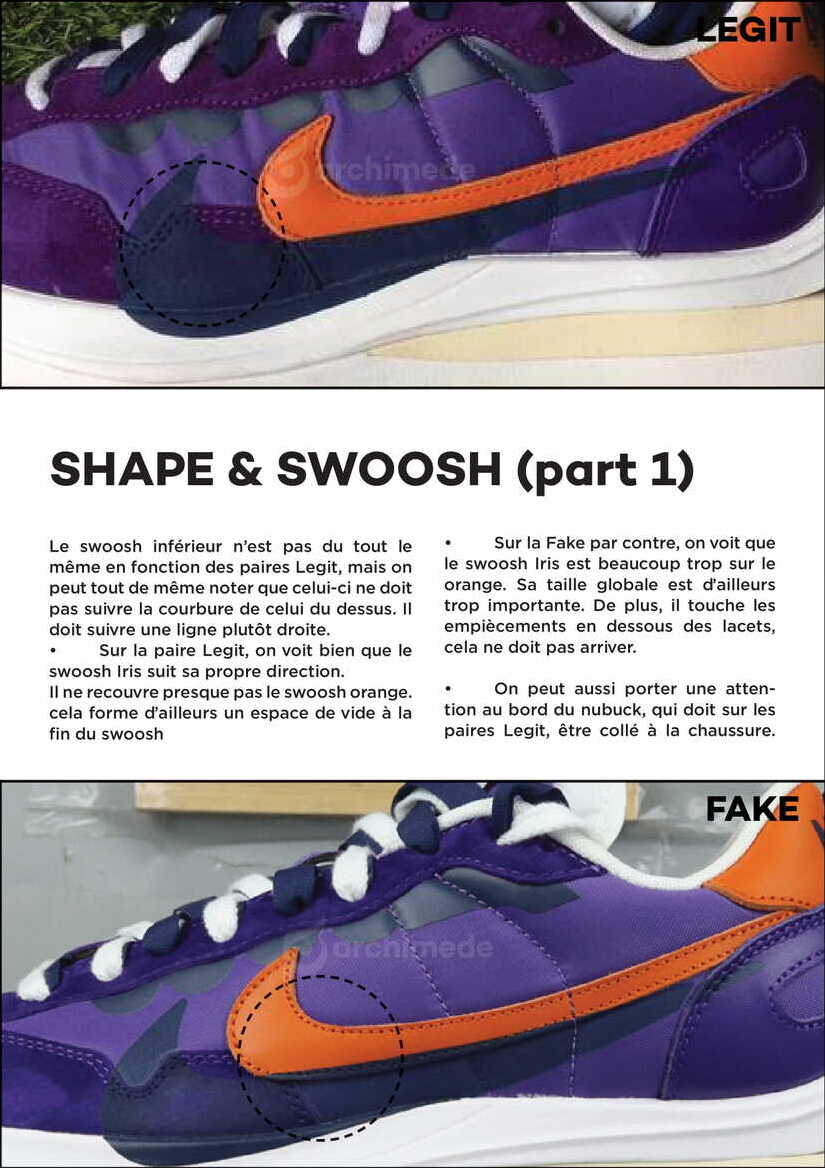 LEGIT
archimede
SHAPE & SWOOSH (part 1)
Le swoosh inférieur n’est pas du tout le
même en fonction des paires Legit, mais on
peut tout de même noter que celui-ci ne doit
pas suivre la courbure de celui du dessus. Il
doit suivre une ligne plutôt droite.
• Sur la paire Legit, on voit bien que le
swoosh Iris suit sa propre direction.
Il ne recouvre presque pas le swoosh orange.
cela forme d’ailleurs un espace de vide à la
fin du swoosh
• Sur la Fake par contre, on voit que
le swoosh Iris est beaucoup trop sur le
orange. Sa taille globale est d’ailleurs
trop importante. De plus, il touche les
empiècements en dessous des lacets,
cela ne doit pas arriver.
• On peut aussi porter une atten-
tion au bord du nubuck, qui doit sur les
paires Legit, être collé à la chaussure.
FAKE
archimede